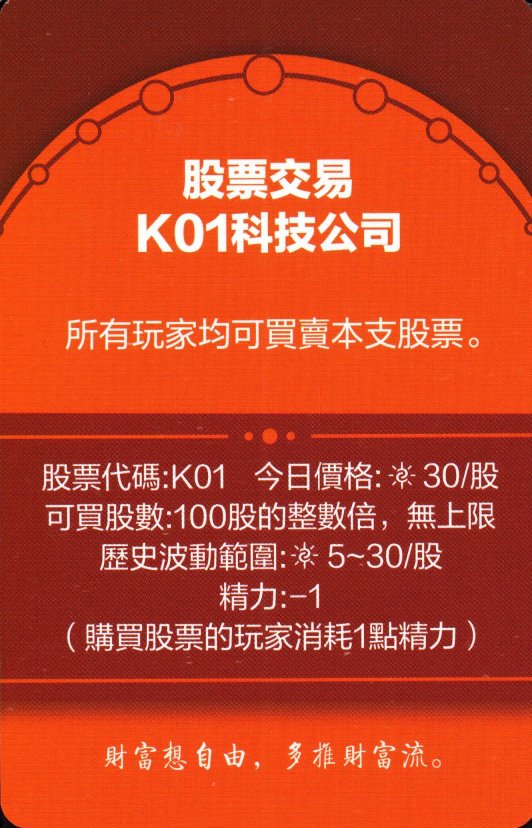 股票交易
K01科技公司
所有玩家均可買賣本支股票。
股票代碼:K01 今日價格: 30/股
可買股數:100股的整數倍，無上限
歷史波動範圍: 5~30/股
精力:-1
（購買股票的玩家消耗1點精力）
財富想自由，多推財富流。